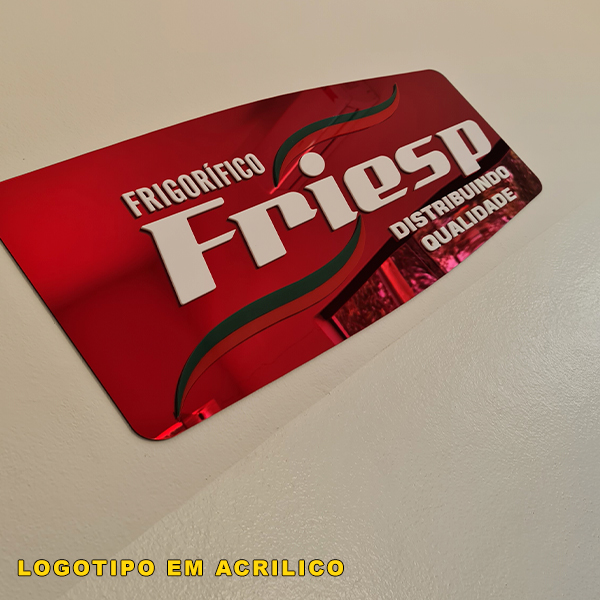 FRIGORÍFICO
Friesp
DISTRIBUINDO
QUALIDADE
LOGOTIPO EM ACRILICO